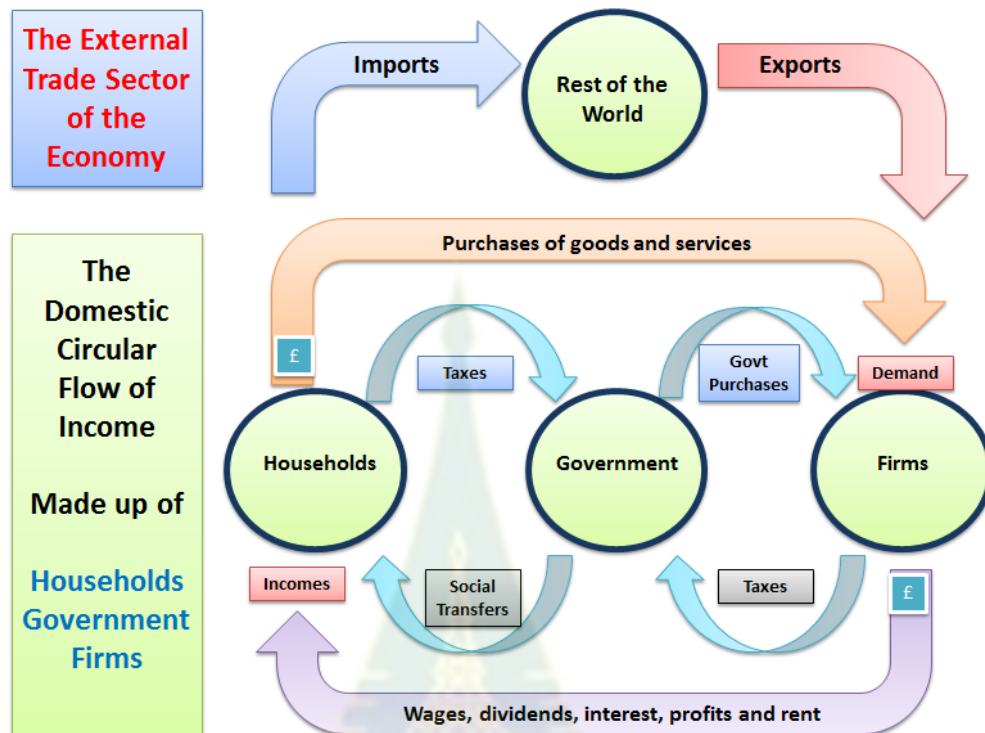 The External
Trade Sector
of the
Economy
Imports
Rest of the
World
Exports
The
Domestic
Circular
Flow of
Income
Made up of
Households
Government
Firms
Purchases of goods and services
£
Taxes
Govt
Purchases
Demand
Households
Government
Firms
Incomes
Social
Transfers
Taxes
£
Wages, dividends, interest, profits and rent